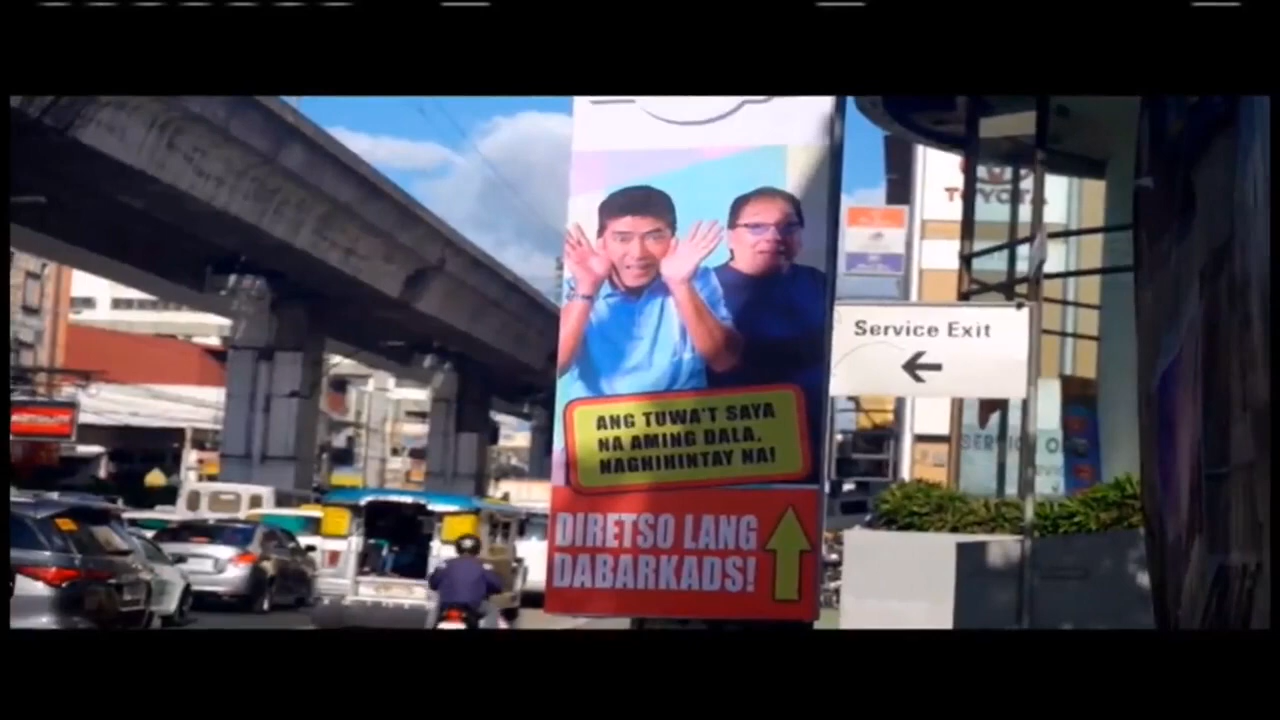 TOYOTA
Service Exit
ANG TUWA'T SAYA
NA AMING DALA,
NAGHIHINTAY NA!
DIRETSO LANG
DABARKADS!